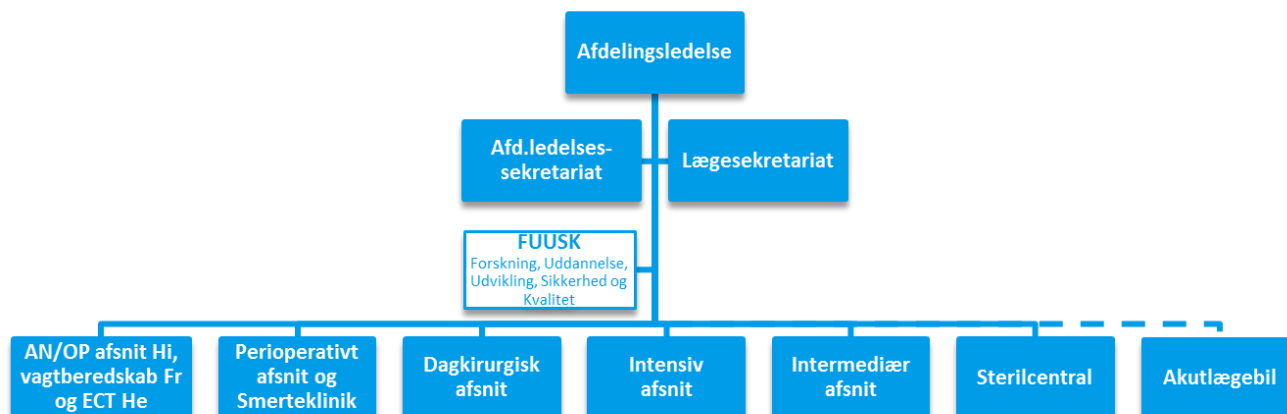 Afdelingsledelse
Afd.ledelses-
sekretariat
Lægesekretariat
FUUSK
Forskning, Uddannelse,
Udvikling, Sikkerhed og
Kvalitet
AN/OP afsnit Hi,
vagtberedskab Fr
og ECT He
Perioperativt
afsnit og
Smerteklinik
Dagkirurgisk
afsnit
Intensiv
afsnit
Intermediær
afsnit
Sterilcentral
Akutlægebil